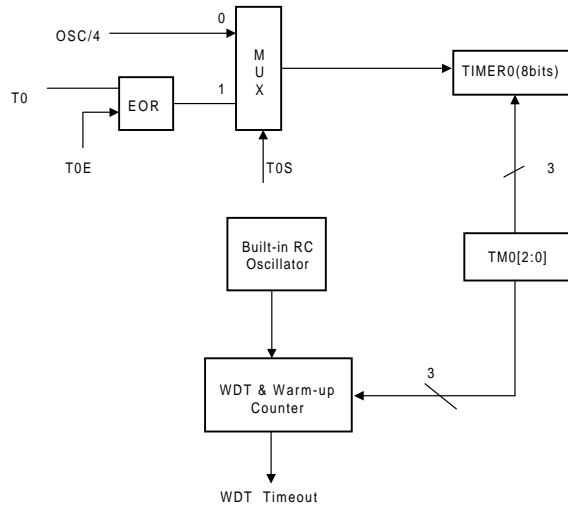 0
OSC/4
M
U
X
TIMER0(8bits)
T0
EOR
1
T0E
T0S
3
Built-in RC
Oscillator
TM0[2:0]
3
WDT & Warm-up
Counter
WDT Timeout